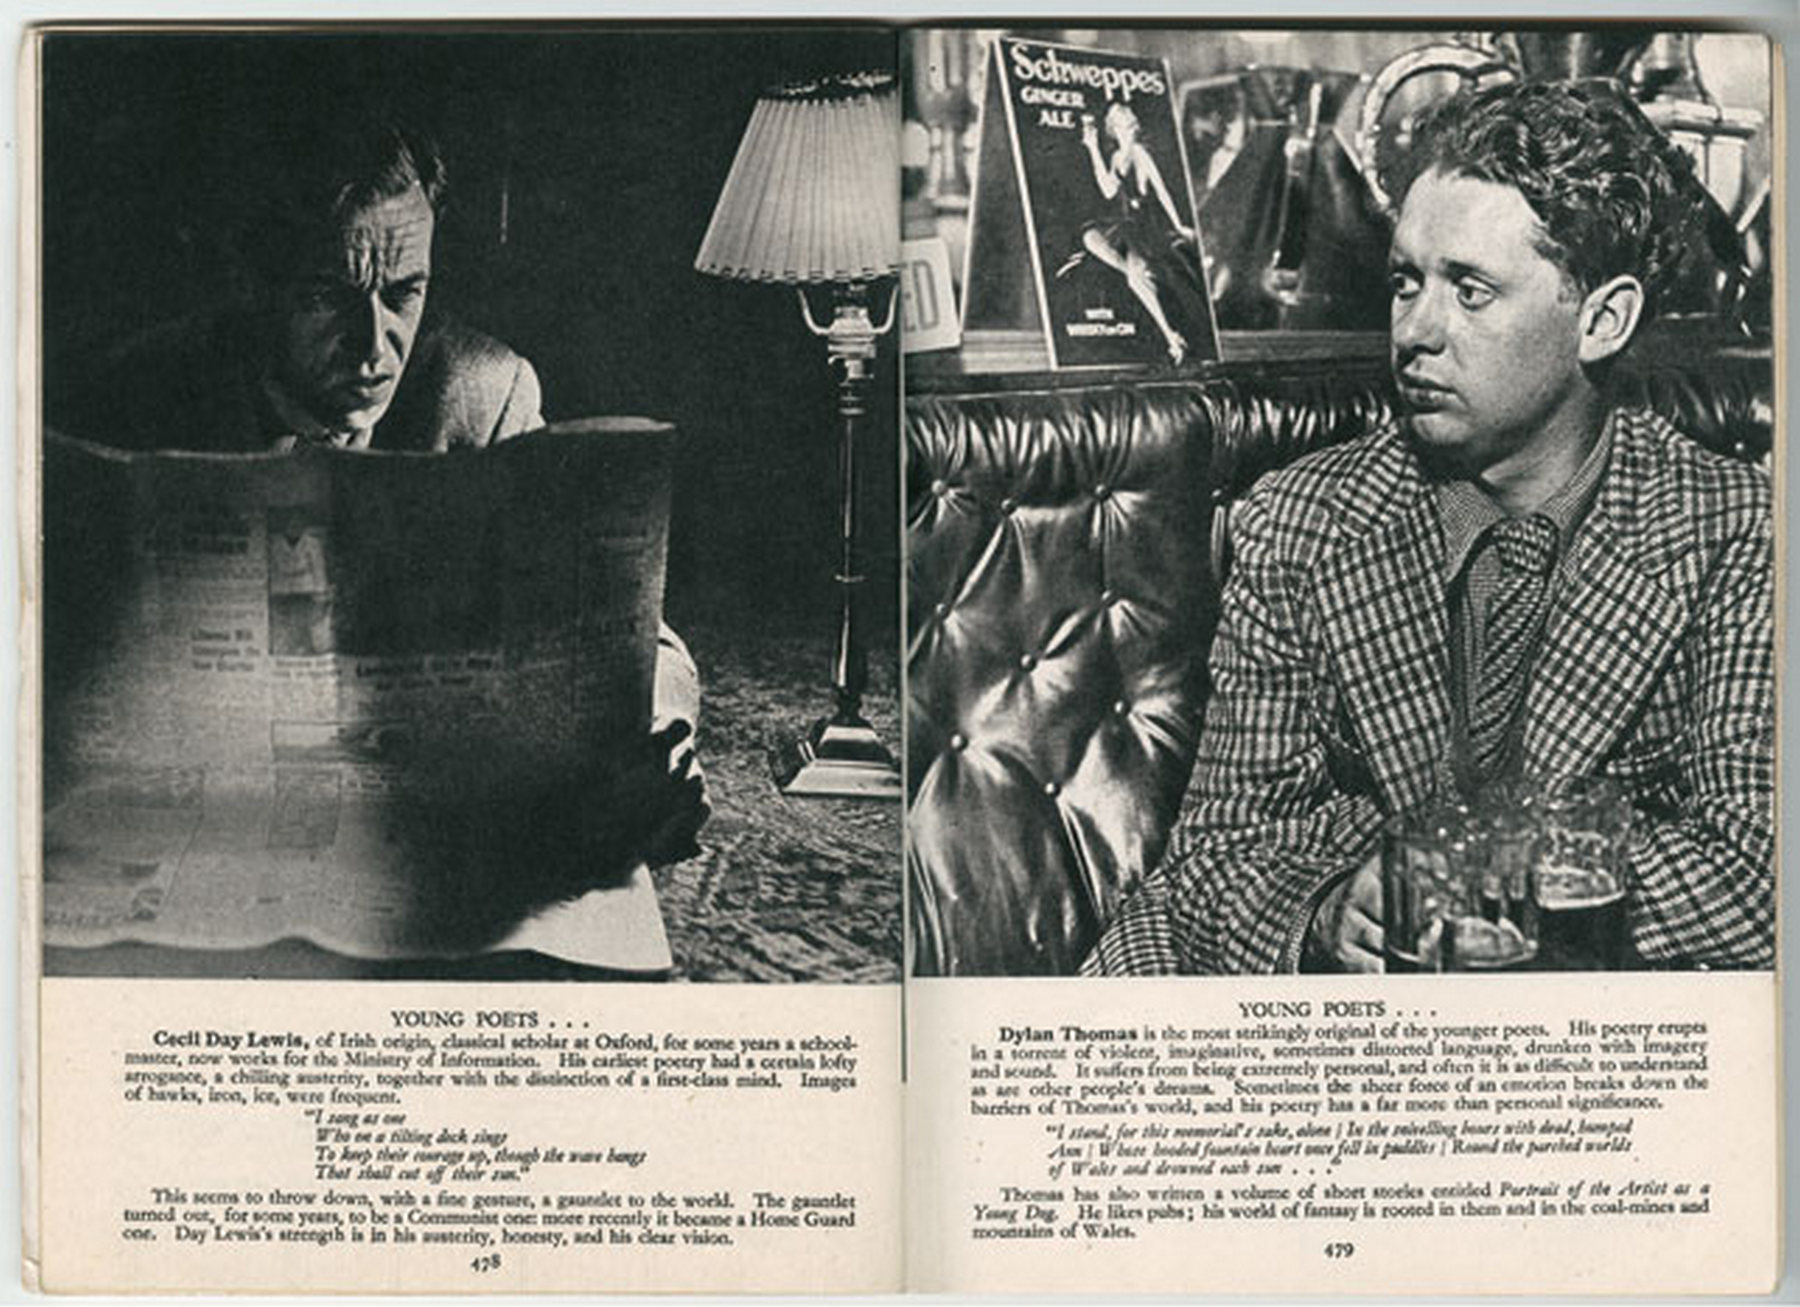 YOUNG POETS . . .
Cecil Day Lewis, of Irish origin, classical scholar at Oxford, for some years a school-
master, now works for the Ministry of Information. His earliest poetry had a certain lofty
arrogance, a chilling austerity, together with the distinction of a first-class mind. Images
of hawks, iron, ice, were frequent.
"I sang as one
Who on a tilting deck sings
To keep their courage up, though the wave hangs
That shall cut off their sun."
This seems to throw down, with a fine gesture, a gauntlet to the world. The gauntlet
turned out, for some years, to be a Communist one: more recently it became a Home Guard
one. Day Lewis's strength is in his austerity, honesty, and his clear vision.
478
Schweppes
GINGER
ALE
WITH
WHISKY OR GIN
ED
YOUNG POETS . . .
Dylan Thomas is the most strikingly original of the younger poets. His poetry erupts
in a torrent of violent, imaginative, sometimes distorted language, drunken with imagery
and sound. It suffers from being extremely personal, and often it is as difficult to understand
as are other people's dreams. Sometimes the sheer force of an emotion breaks down the
barriers of Thomas's world, and his poetry has a far more than personal significance.
"I stand, for this memorial's sake, alone | In the snivelling hours with dead, humped
Ann | Whose hooded fountain heart once fell in puddles | Round the parched worlds
of Wales and drowned each sun . . ."
Thomas has also written a volume of short stories entitled Portrait of the Artist as a
Young Dog. He likes pubs; his world of fantasy is rooted in them and in the coal-mines and
mountains of Wales.
479